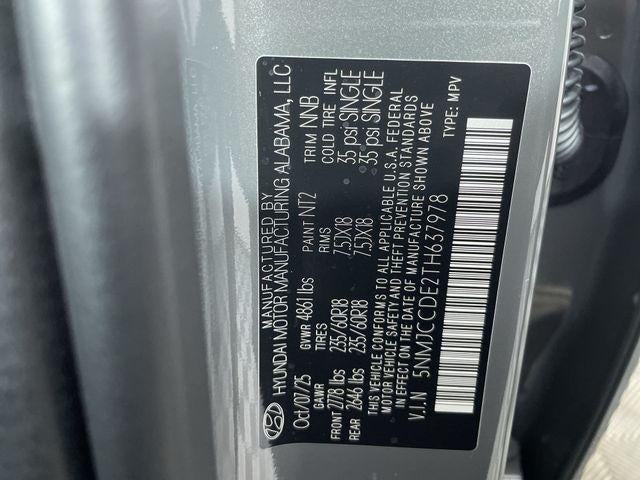 MANUFACTURED BY
HYUNDAI MOTOR MANUFACTURING ALABAMA, LLC
Oct/07/25 GVWR 4861 lbs PAINT NT2 TRIM NNB
GAWR TIRES RIMS COLD TIRE INFL
FRONT 2778 lbs 235/60R18 7.5JX18 35 psi SINGLE
REAR 2646 lbs 235/60R18 7.5JX18 35 psi SINGLE
THIS VEHICLE CONFORMS TO ALL APPLICABLE U.S.A. FEDERAL
MOTOR VEHICLE SAFETY AND THEFT PREVENTION STANDARDS
IN EFFECT ON THE DATE OF MANUFACTURE SHOWN ABOVE
V.I.N 5NMJCCDE2TH637978 TYPE: MPV